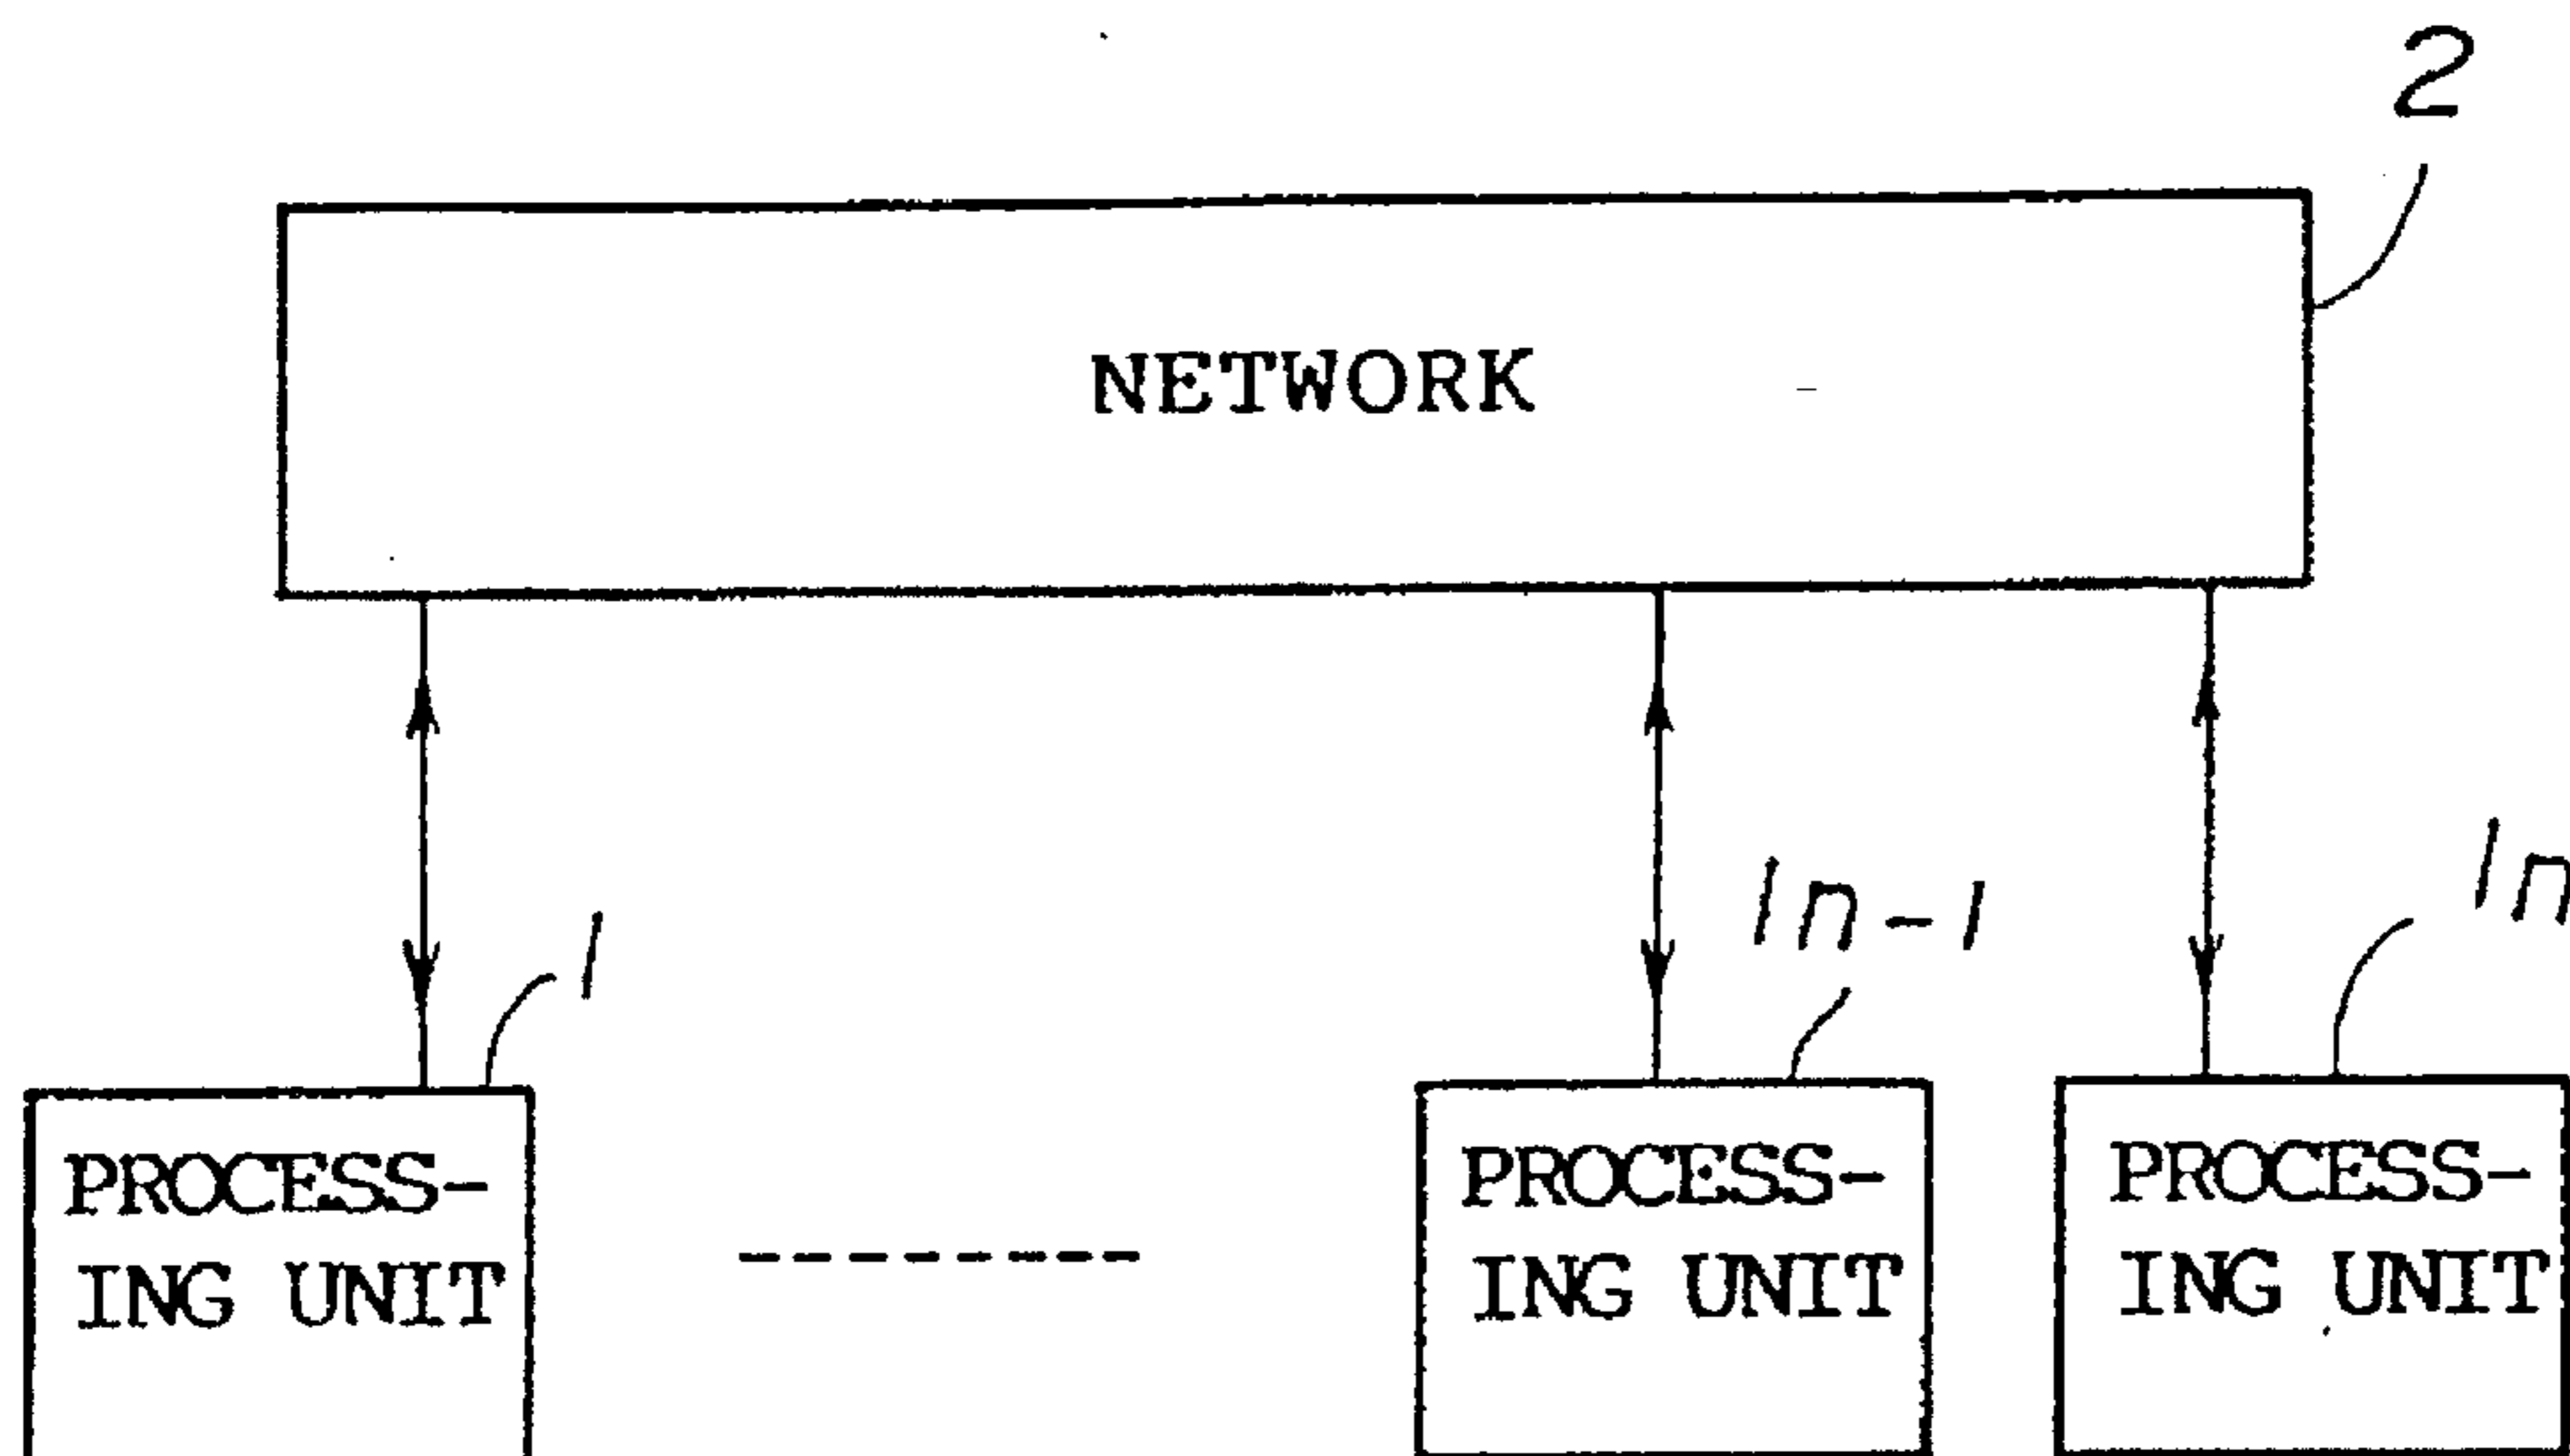 2
NETWORK
1
1n-1
1n
PROCESS-
ING UNIT
PROCESS-
ING UNIT
PROCESS-
ING UNIT